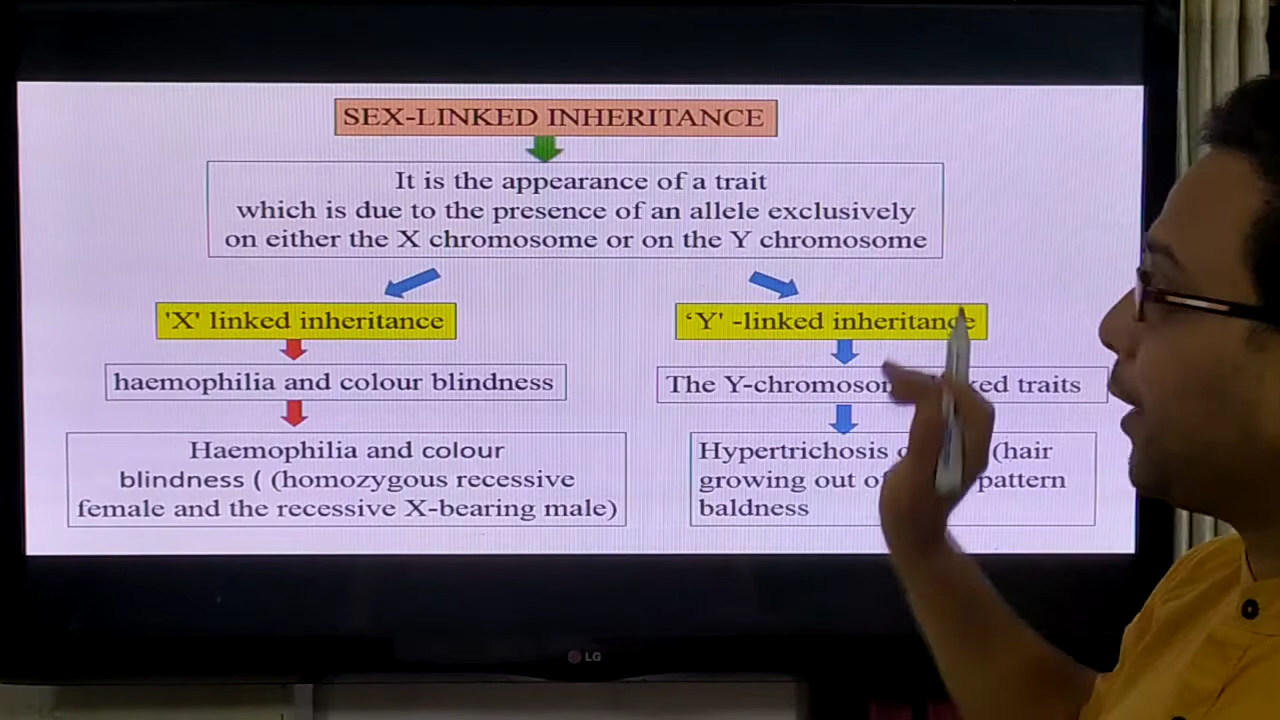 SEX-LINKED INHERITANCE
It is the appearance of a trait
which is due to the presence of an allele exclusively
on either the X chromosome or on the Y chromosome
'X' linked inheritance
haemophilia and colour blindness
Haemophilia and colour
blindness ( (homozygous recessive
female and the recessive X-bearing male)
‘Y' -linked inheritance
The traits
Hypertrichosis (hair
growing out pattern
baldness
LG